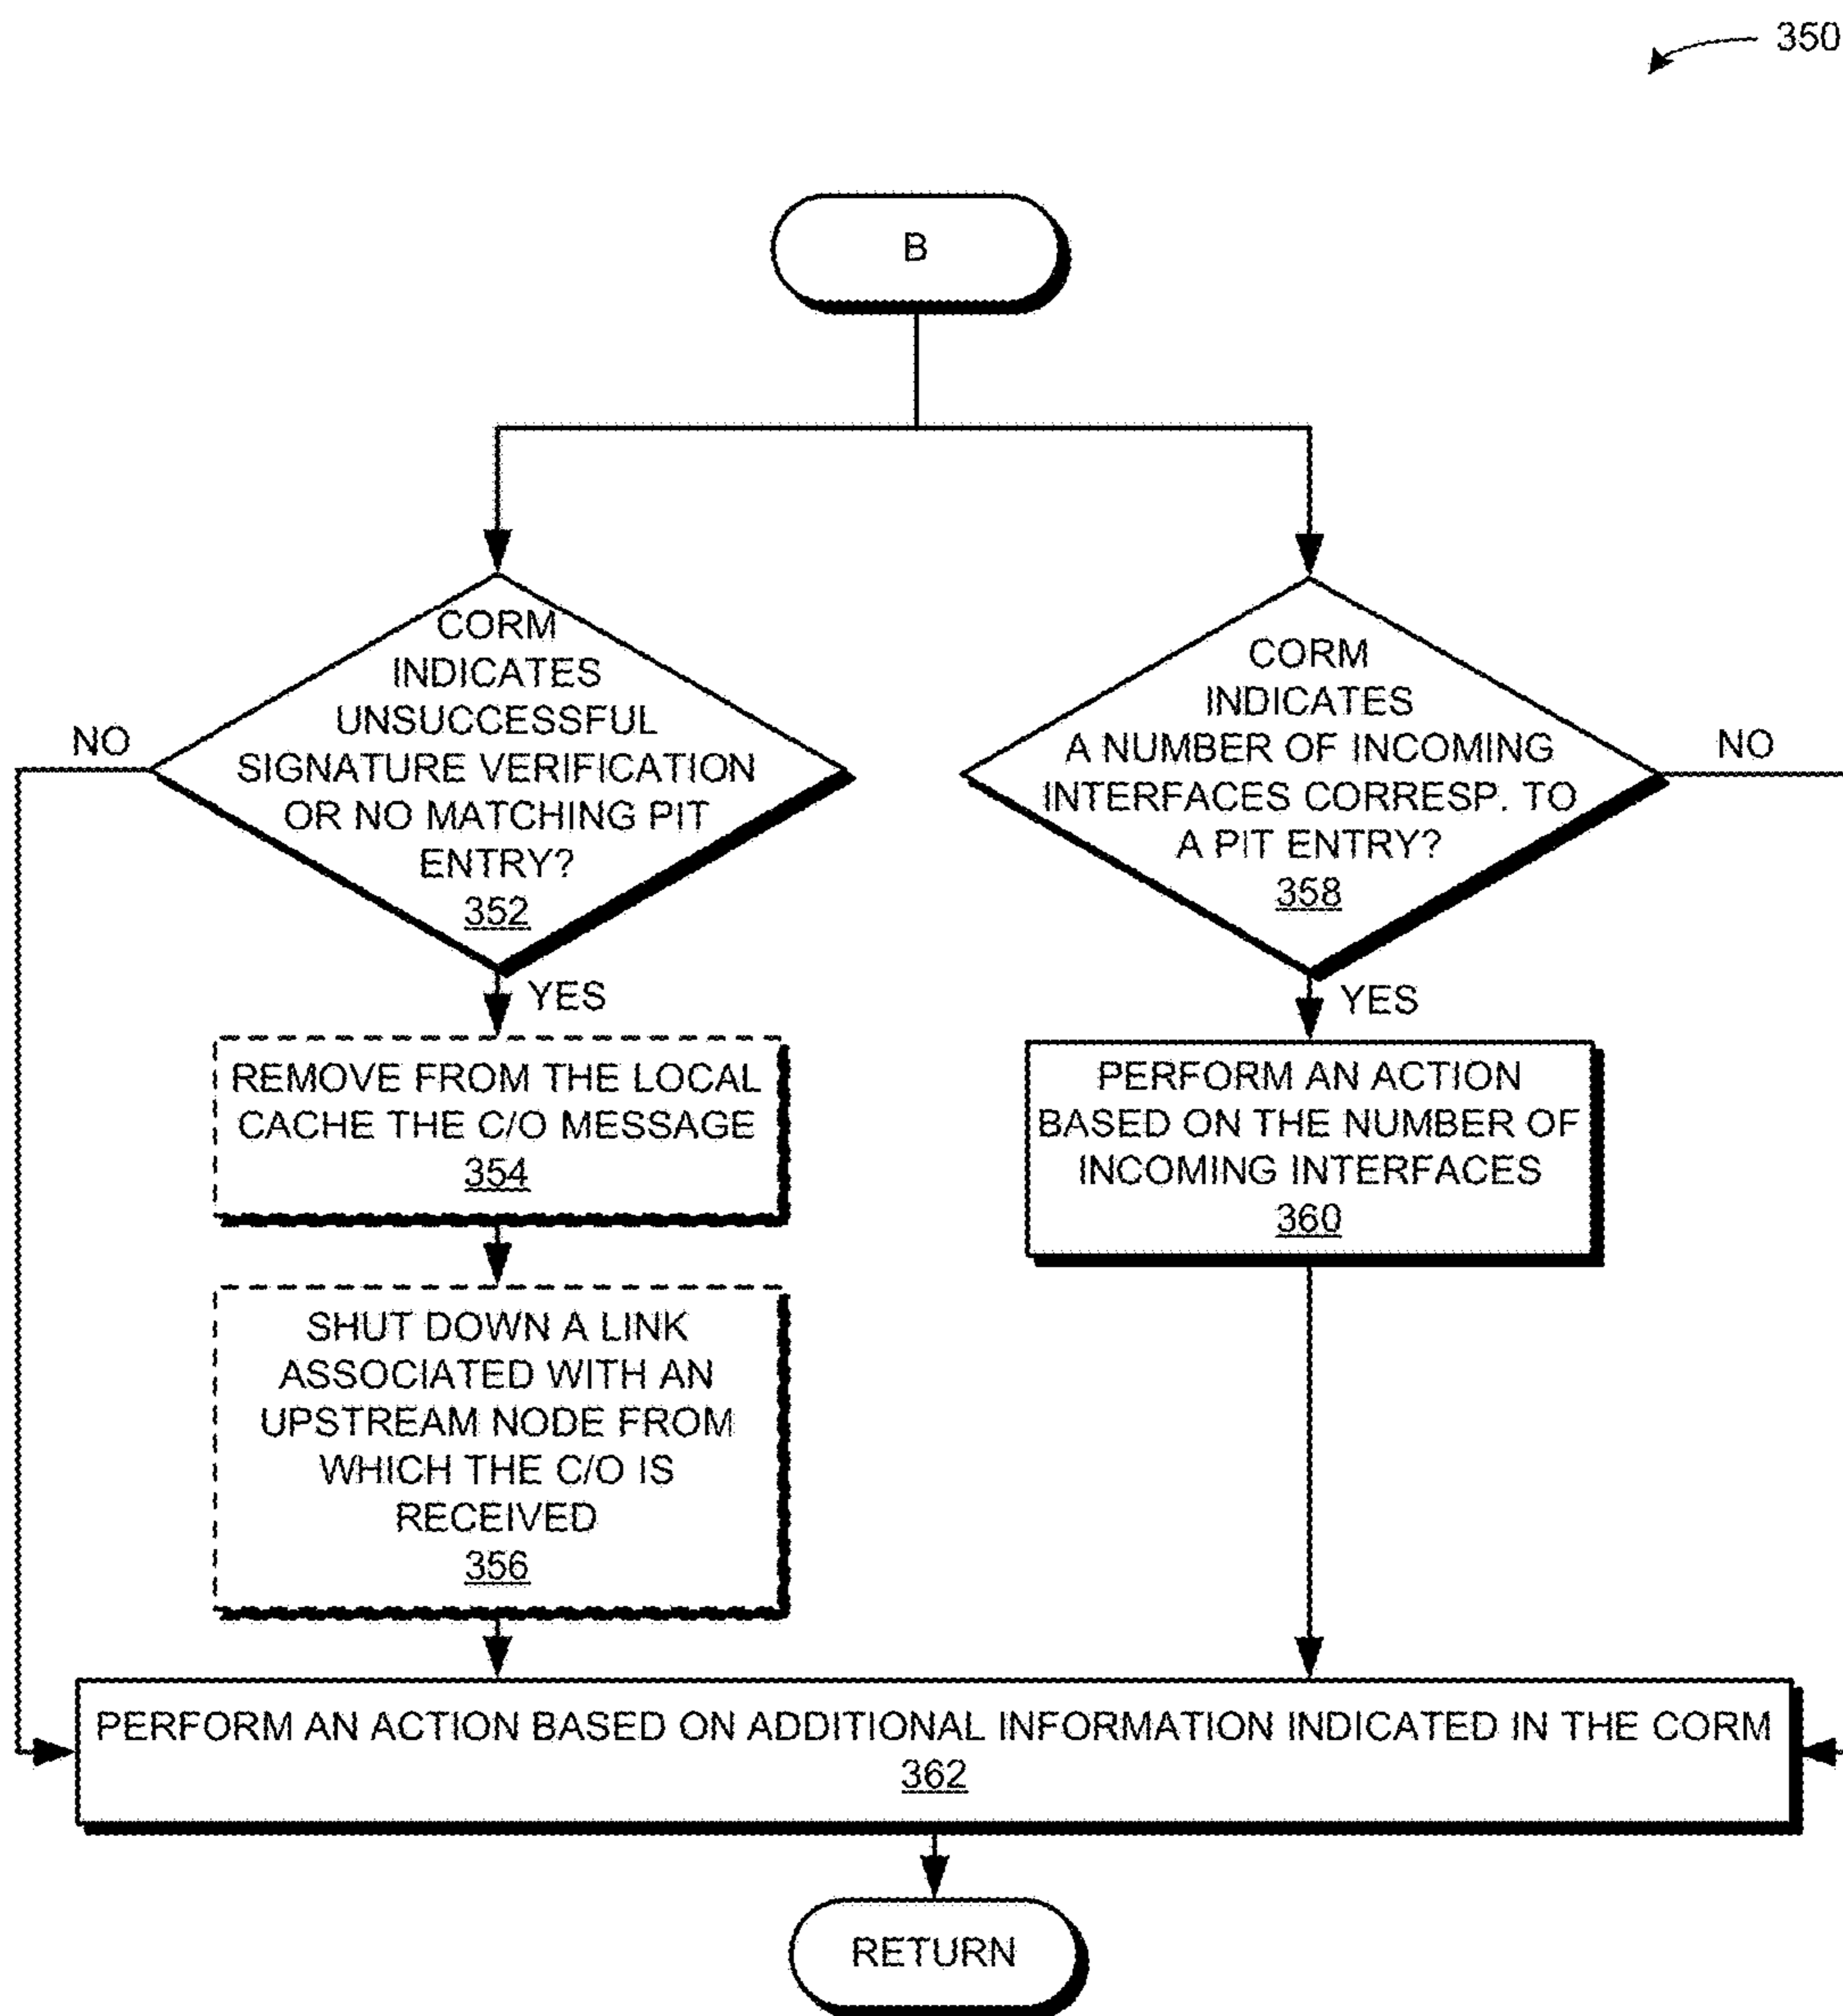 350
B
CORM
INDICATES
UNSUCCESSFUL
SIGNATURE VERIFICATION
OR NO MATCHING PIT
ENTRY?
352
NO
YES
REMOVE FROM THE LOCAL
CACHE THE C/O MESSAGE
354
SHUT DOWN A LINK
ASSOCIATED WITH AN
UPSTREAM NODE FROM
WHICH THE C/O IS
RECEIVED
356
CORM
INDICATES
A NUMBER OF INCOMING
INTERFACES CORRESP. TO
A PIT ENTRY?
358
NO
YES
PERFORM AN ACTION
BASED ON THE NUMBER OF
INCOMING INTERFACES
360
PERFORM AN ACTION BASED ON ADDITIONAL INFORMATION INDICATED IN THE CORM
362
RETURN